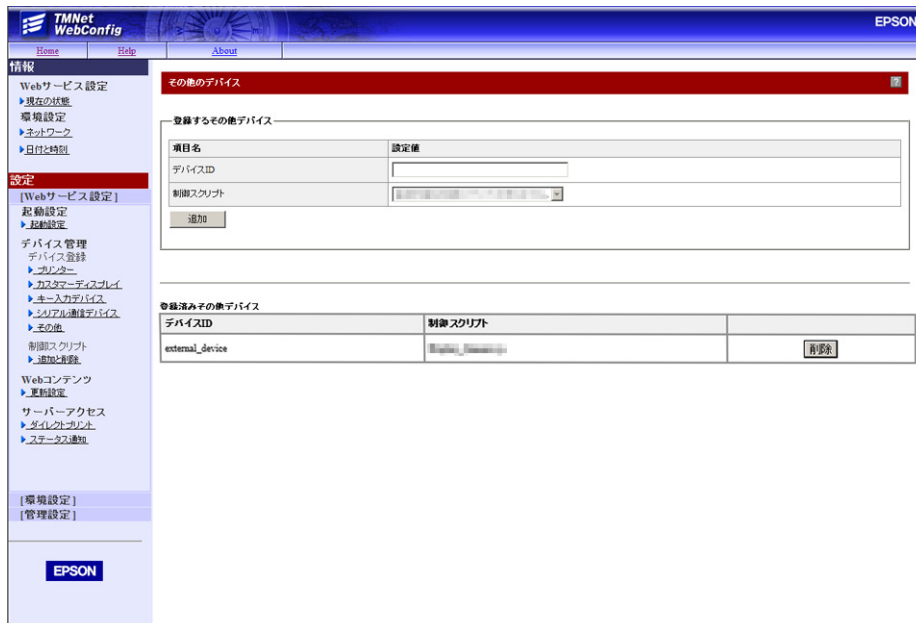 TMNet
WebConfig
EPSON
Home Help About
情報
Webサービス設定
現在の状態
環境設定
ネットワーク
日付と時刻
設定
[Webサービス設定]
起動設定
起動設定
デバイス管理
デバイス登録
プリンター
カスタマーディスプレイ
キー入力デバイス
シリアル通信デバイス
その他
制御スクリプト
追加と削除
Webコンテンツ
更新設定
サーバーアクセス
ダイレクトプリント
ステータス通知
[環境設定]
[管理設定]
EPSON
その他のデバイス ?
登録するその他デバイス
項目名 設定値
デバイスID
制御スクリプト
追加
登録済みその他デバイス
デバイスID 制御スクリプト
external_device 削除